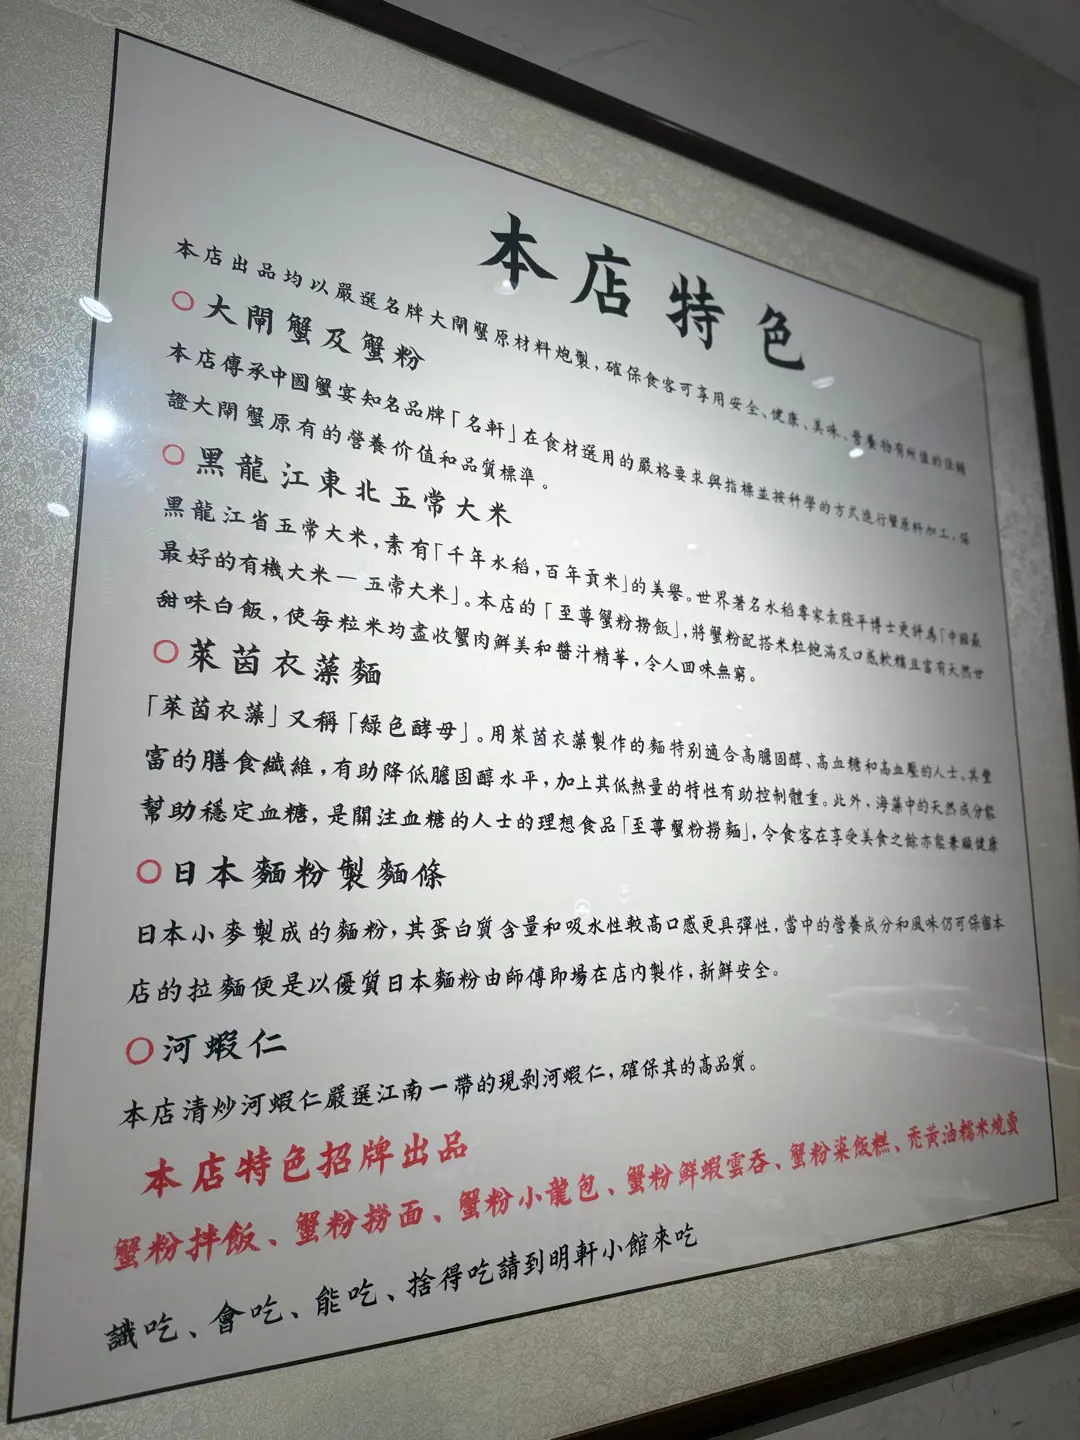 本店特色
本店出品均以嚴選名牌大閘蟹原材料炮製，確保食客可享用安全、健康、美味、營養物有所值的佳餚
○大閘蟹及蟹粉
本店傳承中國蟹宴知名品牌「名軒」在食材選用的嚴格要求與指標並按科學的方式進行蟹原料加工，保
證大閘蟹原有的營養价值和品質標準。
○黑龍江東北五常大米
黑龍江省五常大米，素有「千年水稻，百年貢米」的美譽。世界著名水稻專家袁隆平博士更評為「中國最
最好的有機大米－五常大米」。本店的「至尊蟹粉撈飯」，將蟹粉配搭米粒飽滿及口感軟糯且富有天然甘
甜味白飯，使每粒米均盡收蟹肉鮮美和醬汁精華，令人回味無窮。
○萊茵衣藻麵
「萊茵衣藻」又稱「綠色酵母」。用萊茵衣藻製作的麵特别適合高膽固醇、高血糖和高血壓的人士、其豐
富的膳食纖維，有助降低膽固醇水平，加上其低熱量的特性有助控制體重。此外，海藻中的天然成分能
幫助穩定血糖，是關注血糖的人士的理想食品「至尊蟹粉撈麵」，令食客在享受美食之餘亦能兼顧健康
○日本麵粉製麵條
日本小麥製成的麵粉，其蛋白質含量和吸水性較高口感更具彈性，當中的營養成分和風味仍可保留本
店的拉麵便是以優質日本麵粉由師傅即場在店內製作，新鮮安全。
○河蝦仁
本店清炒河蝦仁嚴選江南一帶的現剝河蝦仁，確保其的高品質。
本店特色招牌出品
蟹粉拌飯、蟹粉撈面、蟹粉小龍包、蟹粉鮮蝦雲吞、蟹粉粢飯糕、禿黃油糯米燒賣
識吃、會吃、能吃、捨得吃請到明軒小館來吃